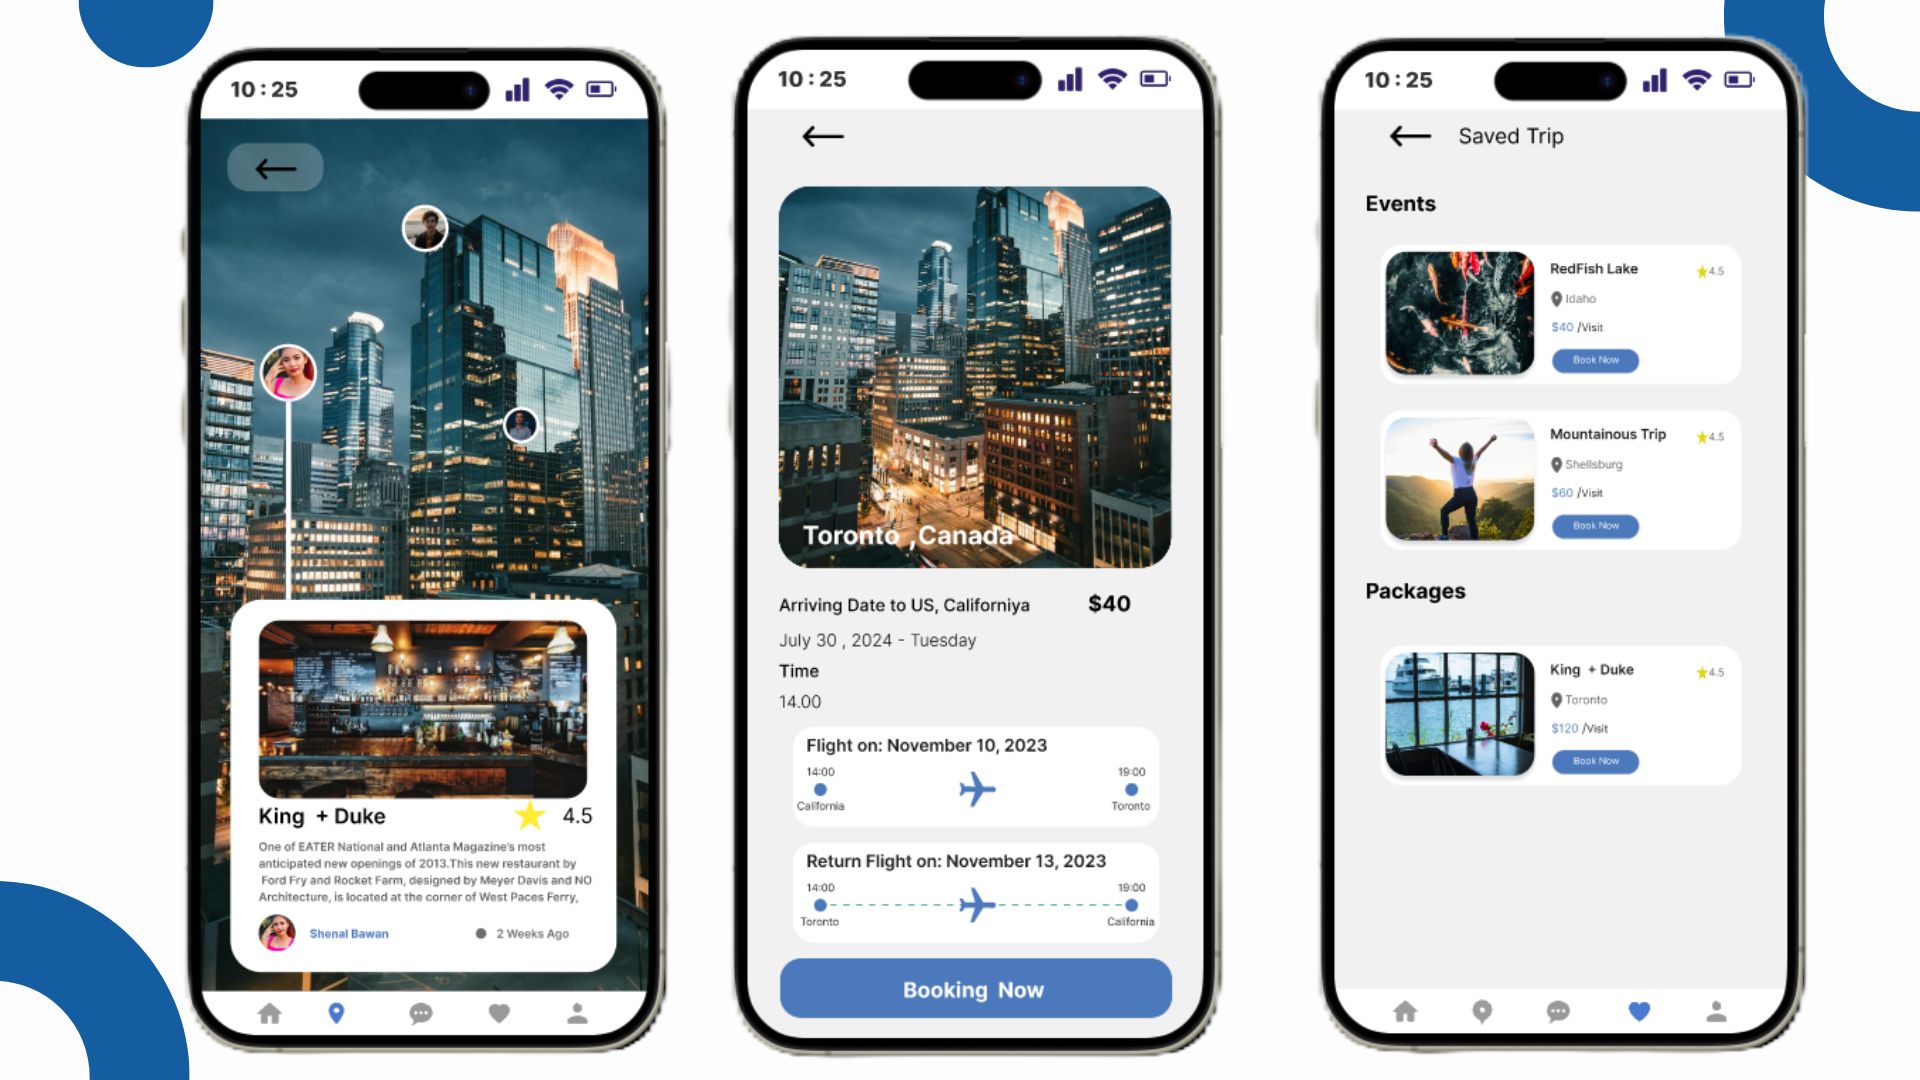 10:25
King + Duke
4.5
One of EATER National and Atlanta Magazine's most
anticipated new openings of 2013.This new restaurant by
Ford Fry and Rocket Farm, designed by Meyer Davis and NO
Architecture, is located at the corner of West Paces Ferry,
Shenal Bawan
2 Weeks Ago
10:25
Toronto ,Canada
Arriving Date to US, Californiya
$40
July 30 , 2024 - Tuesday
Time
14.00
Flight on: November 10, 2023
14:00
19:00
California
Toronto
Return Flight on: November 13, 2023
14:00
19:00
Toronto
California
Booking Now
10:25
Saved Trip
Events
RedFish Lake
4.5
Idaho
$40 /Visit
Book Now
Mountainous Trip
4.5
Shellsburg
$60 /Visit
Book Now
Packages
King + Duke
4.5
Toronto
$120 /Visit
Book Now